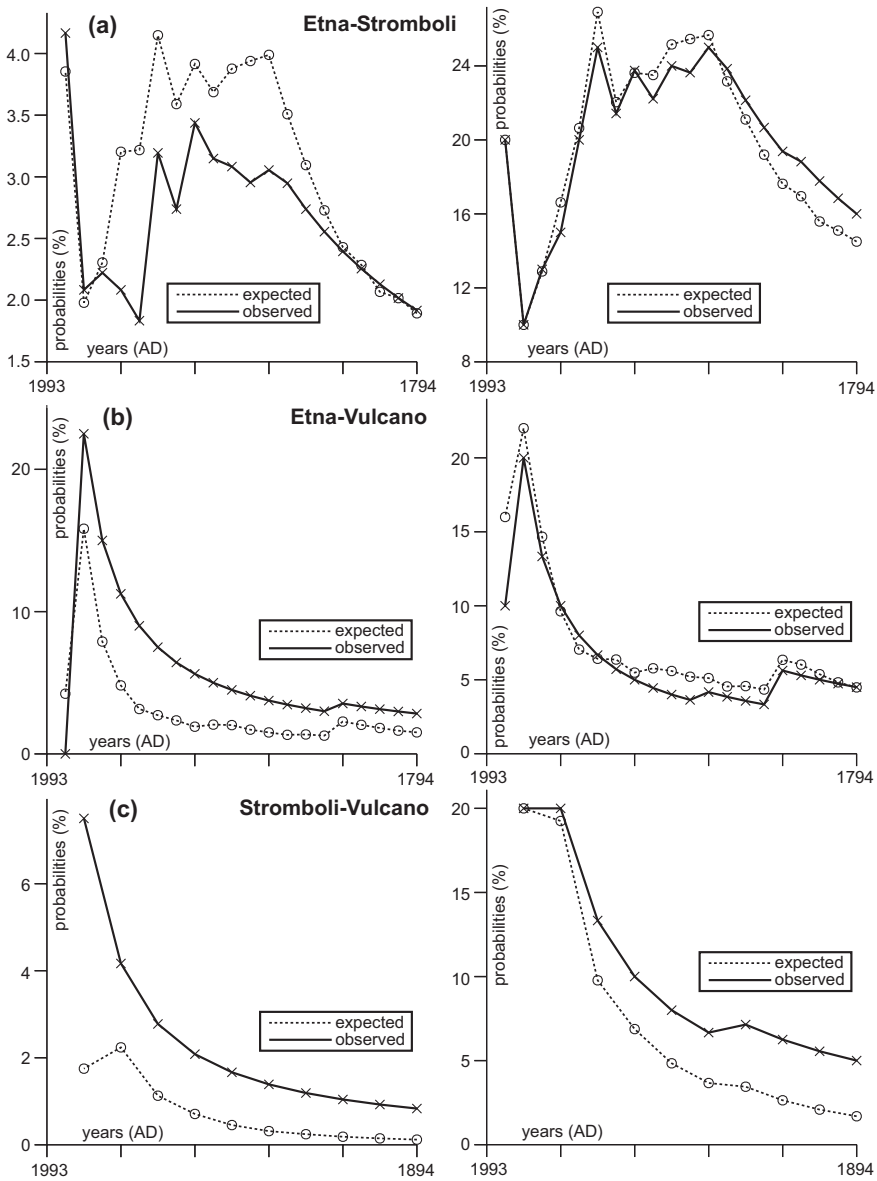 (a) Etna-Stromboli
probabilities (%)
4.0
3.5
3.0
2.5
2.0
1.5
expected
observed
years (AD)
1993
1794
probabilities (%)
24
20
16
12
8
expected
observed
years (AD)
1993
1794
(b) Etna-Vulcano
probabilities (%)
20
10
0
expected
observed
years (AD)
1993
1794
probabilities (%)
20
15
10
5
0
expected
observed
years (AD)
1993
1794
(c) Stromboli-Vulcano
probabilities (%)
6
4
2
0
expected
observed
years (AD)
1993
1894
probabilities (%)
20
15
10
5
0
expected
observed
years (AD)
1993
1894